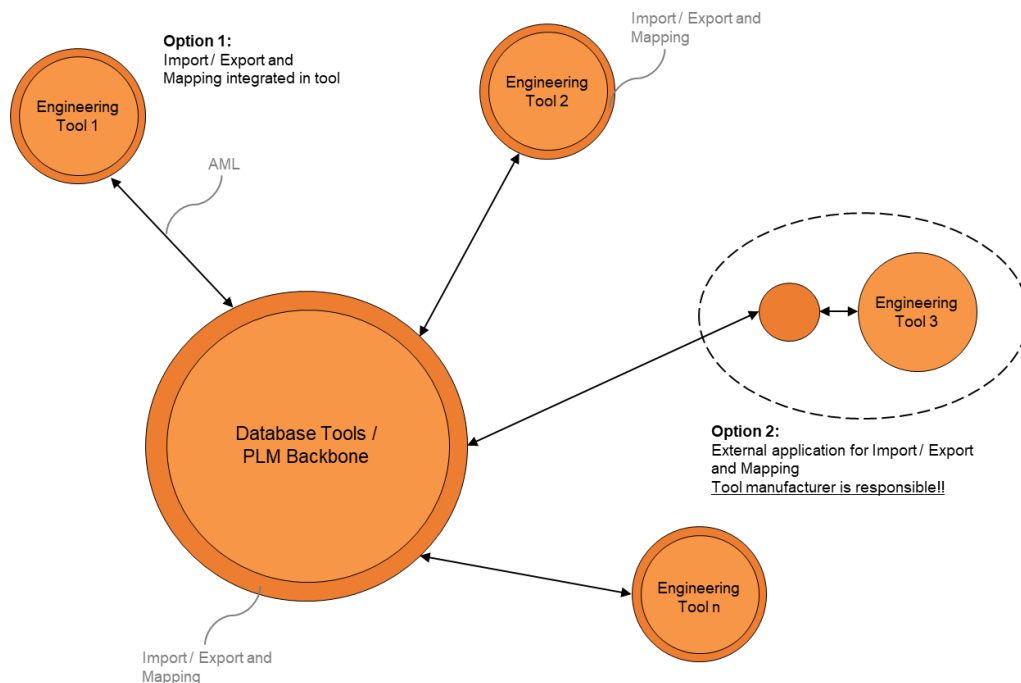 Import / Export and
Mapping
Option 1:
Import / Export and
Mapping integrated in tool
Engineering
Tool 1
Engineering
Tool 2
AML
Engineering
Tool 3
Database Tools /
PLM Backbone
Option 2:
External application for Import / Export
and Mapping
Tool manufacturer is responsible!!
Engineering
Tool n
Import / Export and
Mapping